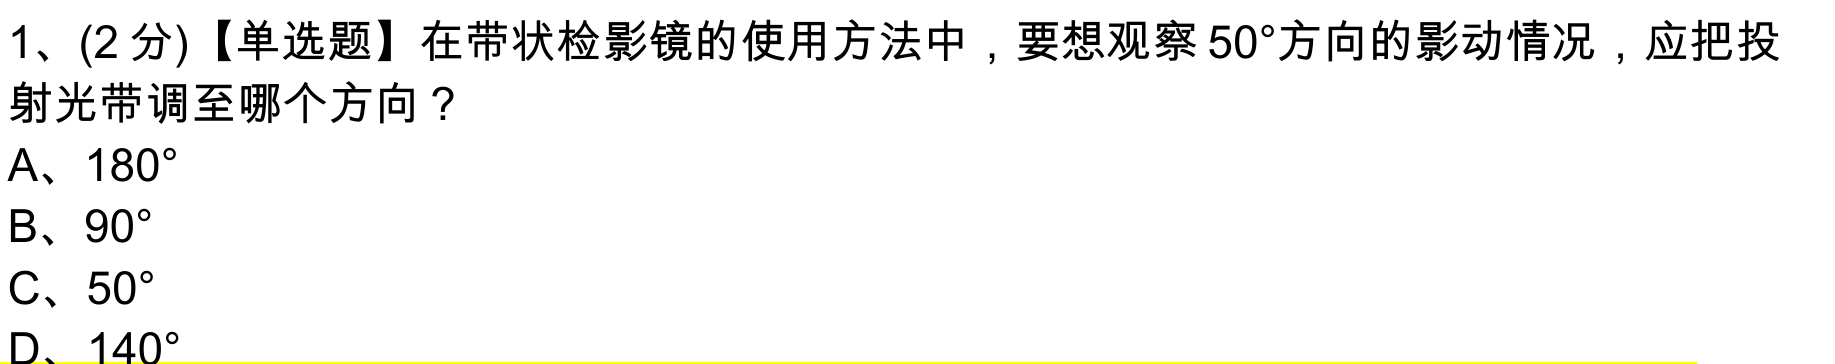 1、(2 分)【单选题】在带状检影镜的使用方法中，要想观察 50°方向的影动情况，应把投
射光带调至哪个方向？
A、180°
B、90°
C、50°
D、140°